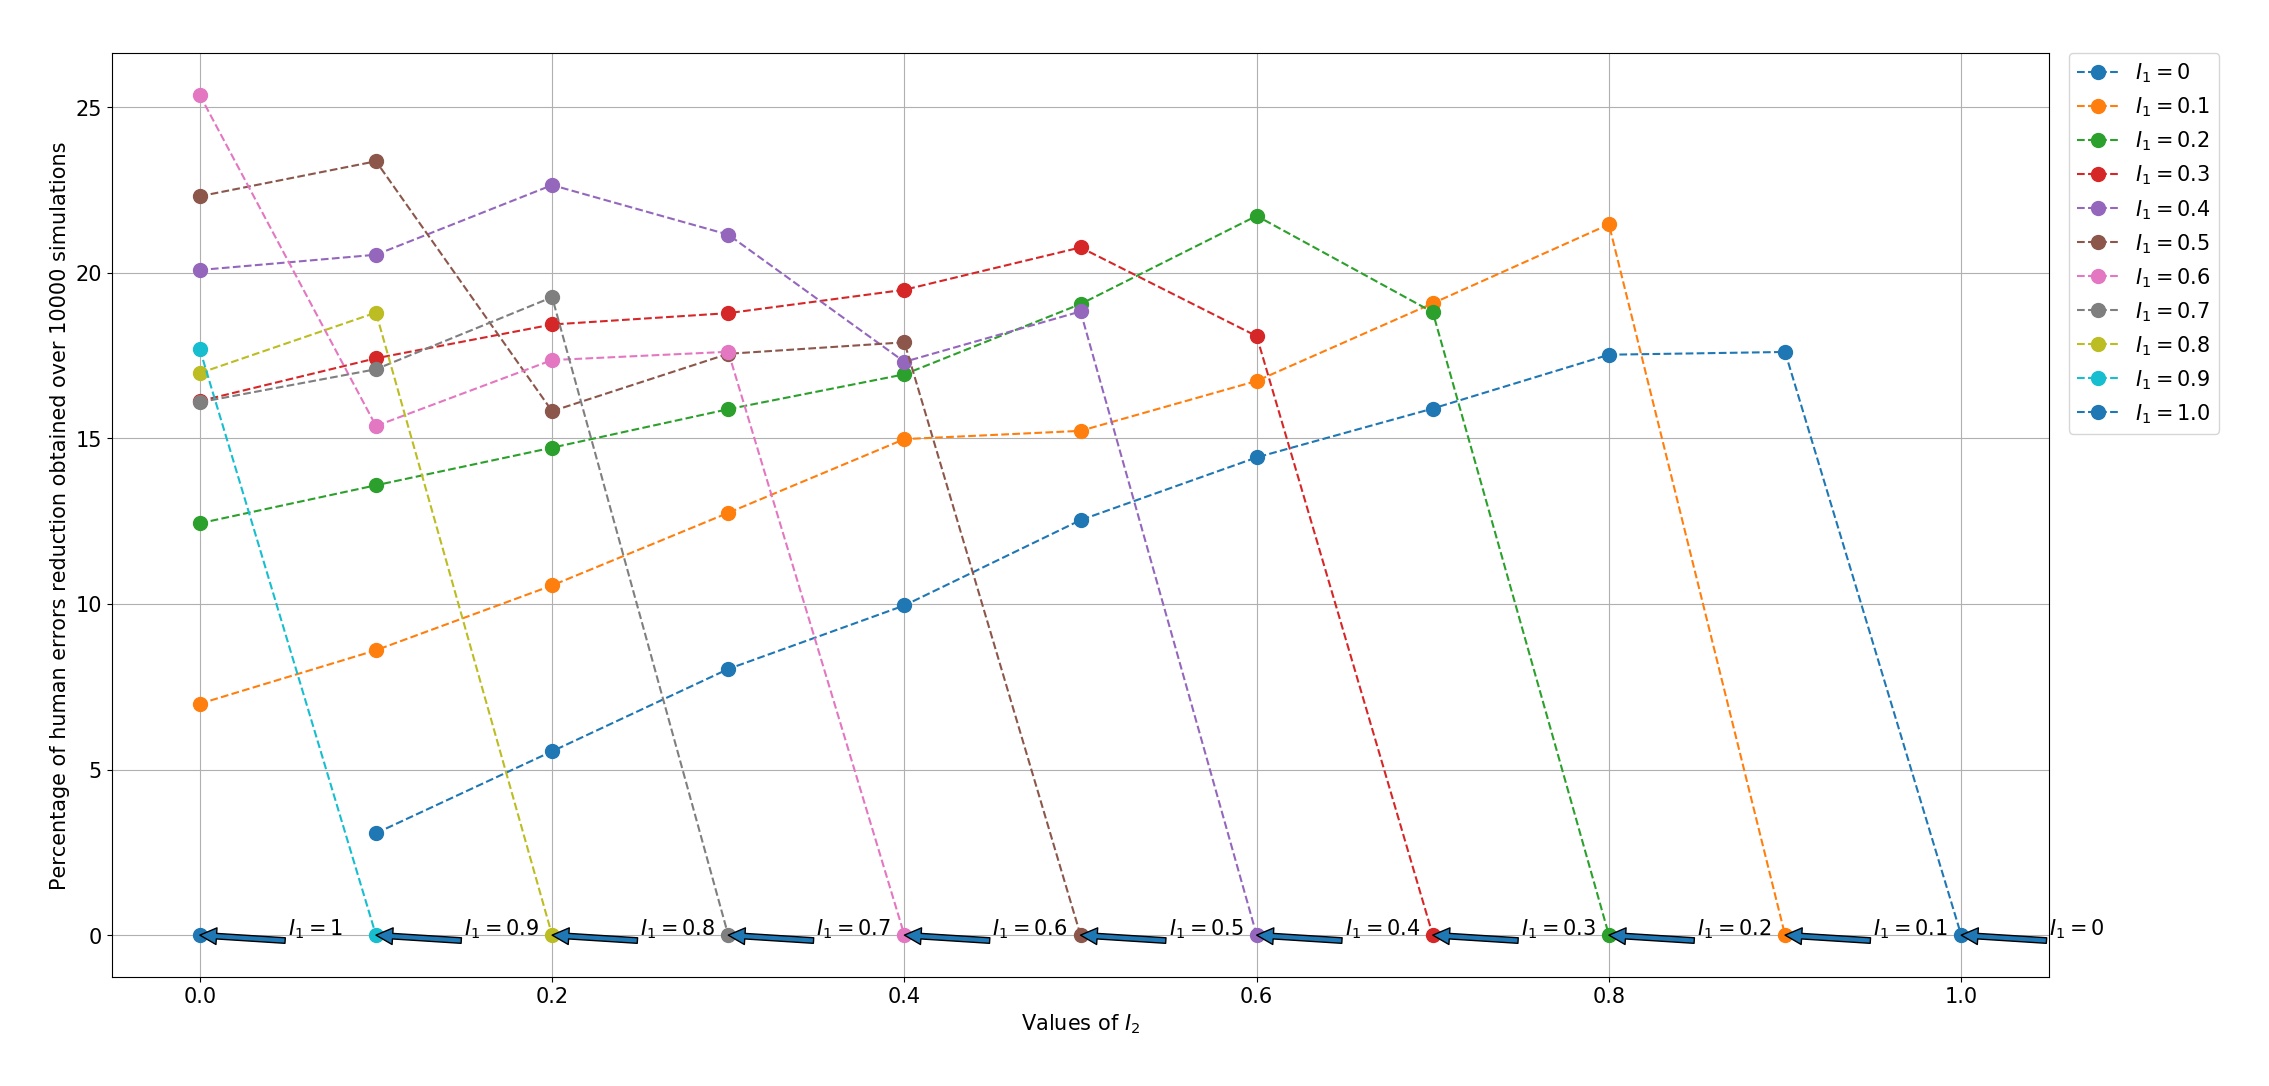 Percentage of human errors reduction obtained over 10000 simulations
25
20
15
10
5
0
I₁ = 1
I₁ = 0.9
I₁ = 0.8
I₁ = 0.7
I₁ = 0.6
I₁ = 0.5
I₁ = 0.4
I₁ = 0.3
I₁ = 0.2
I₁ = 0.1
I₁ = 0
0.0 0.2 0.4 0.6 0.8 1.0
Values of I₂
I₁ = 0
I₁ = 0.1
I₁ = 0.2
I₁ = 0.3
I₁ = 0.4
I₁ = 0.5
I₁ = 0.6
I₁ = 0.7
I₁ = 0.8
I₁ = 0.9
I₁ = 1.0